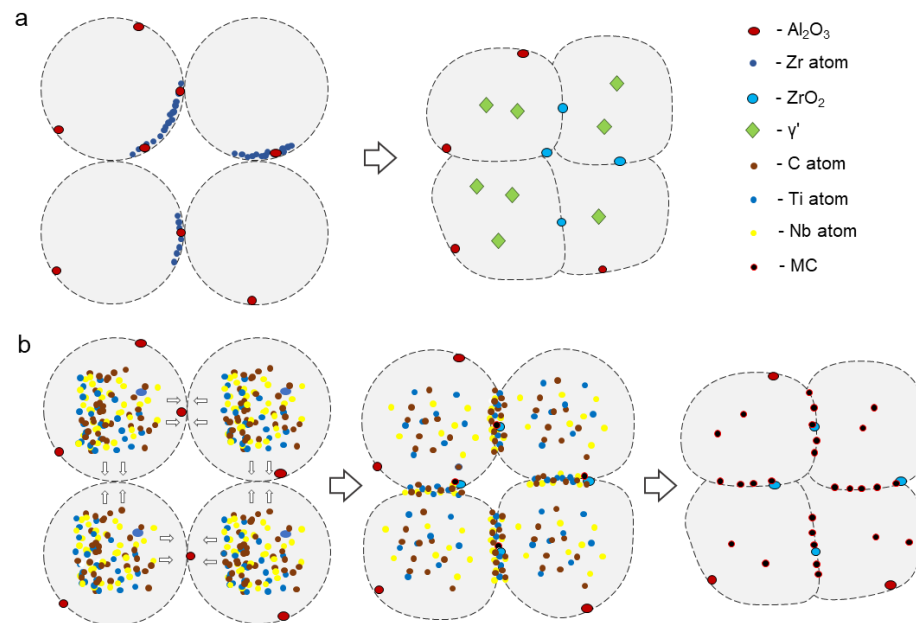 a
- Al₂O₃
- Zr atom
- ZrO₂
- γ'
- C atom
- Ti atom
- Nb atom
- MC
b